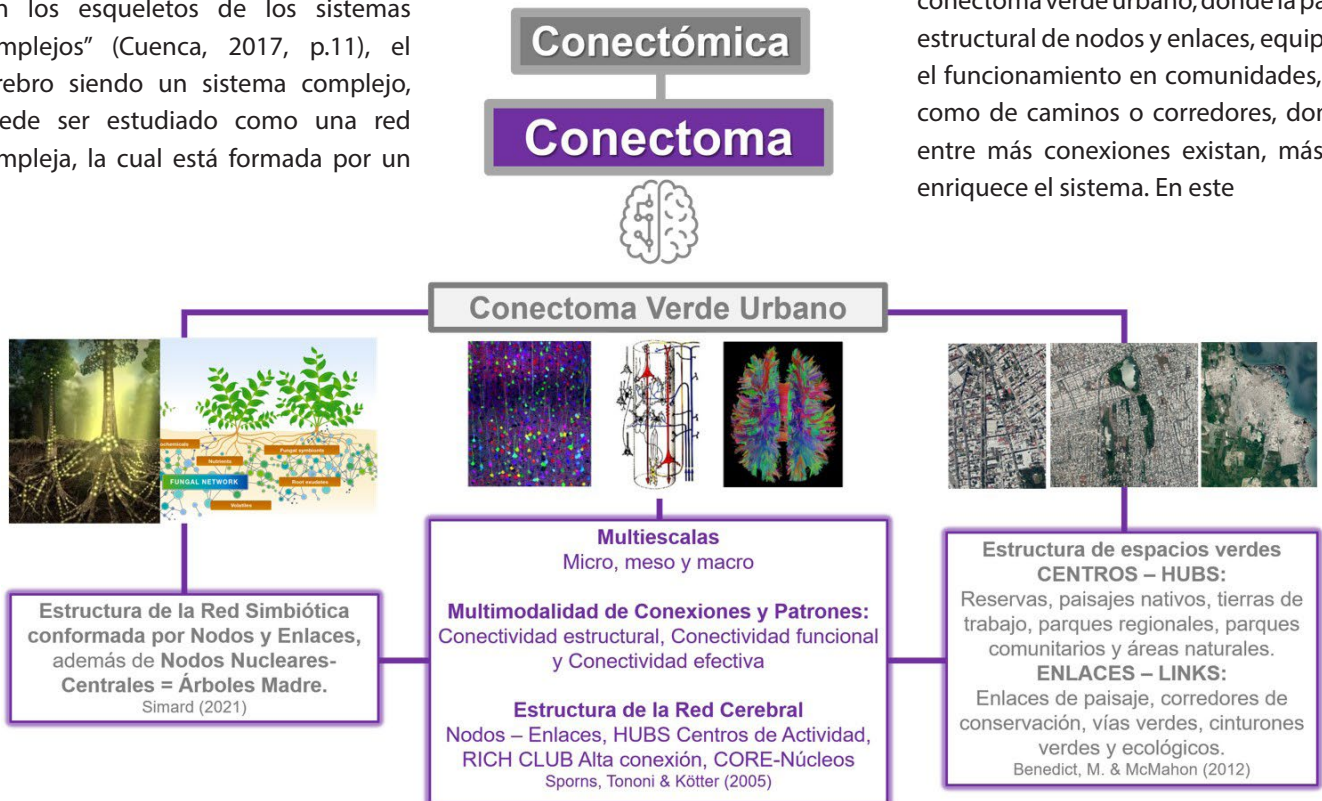 los esqueletos de los sistemas
(Cuenca, 2017, p.11), el
siendo un sistema complejo,
ser estudiado como una red
la cual está formada por un
Conectómica
Conectoma
estructural de nodos y enlaces,
el funcionamiento en comunidades,
como de caminos o corredores,
entre más conexiones existan, más
enriquece el sistema. En este
Conectoma Verde Urbano
Nutrients
Fungal symbionts
FUNGAL NETWORK
Root exudates
Volatiles
Estructura de la Red Simbiótica
conformada por Nodos y Enlaces,
además de Nodos Nucleares-
Centrales = Árboles Madre.
Simard (2021)
Multiescalas
Micro, meso y macro
Multimodalidad de Conexiones y Patrones:
Conectividad estructural, Conectividad funcional
y Conectividad efectiva
Estructura de la Red Cerebral
Nodos – Enlaces, HUBS Centros de Actividad,
RICH CLUB Alta conexión, CORE-Núcleos
Sporns, Tononi & Kötter (2005)
Estructura de espacios verdes
CENTROS – HUBS:
Reservas, paisajes nativos, tierras de
trabajo, parques regionales, parques
comunitarios y áreas naturales.
ENLACES – LINKS:
Enlaces de paisaje, corredores de
conservación, vías verdes, cinturones
verdes y ecológicos.
Benedict, M. & McMahon (2012)